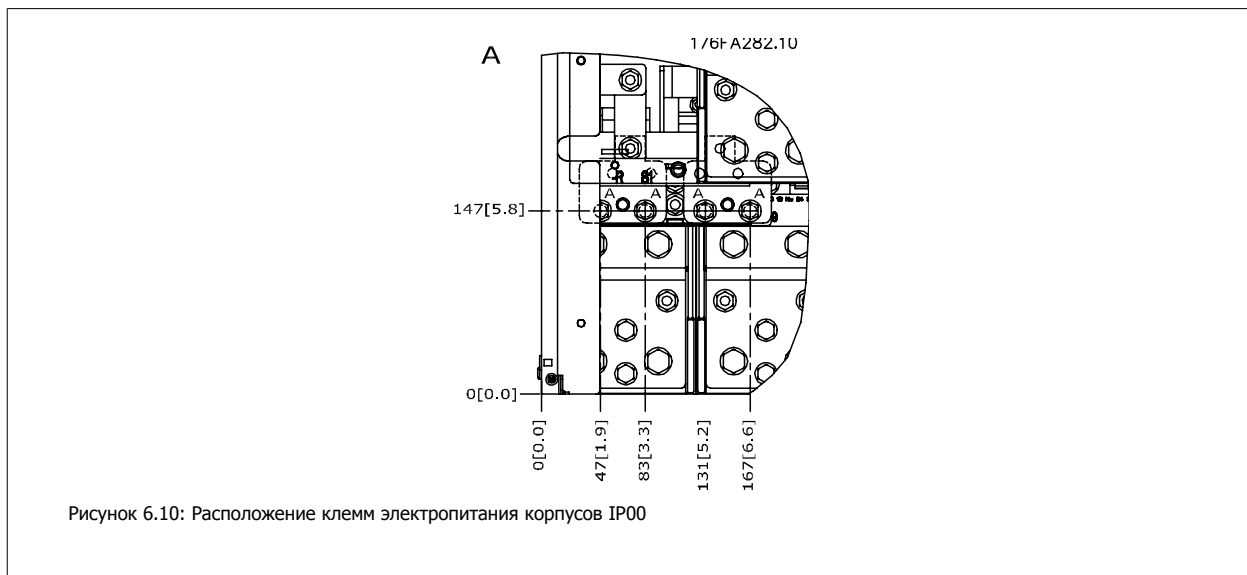 176FA282.10
A
R 81
A A A A
147[5.8]
0[0.0]
0[0.0]
47[1.9]
83[3.3]
131[5.2]
167[6.6]
Рисунок 6.10: Расположение клемм электропитания корпусов IP00